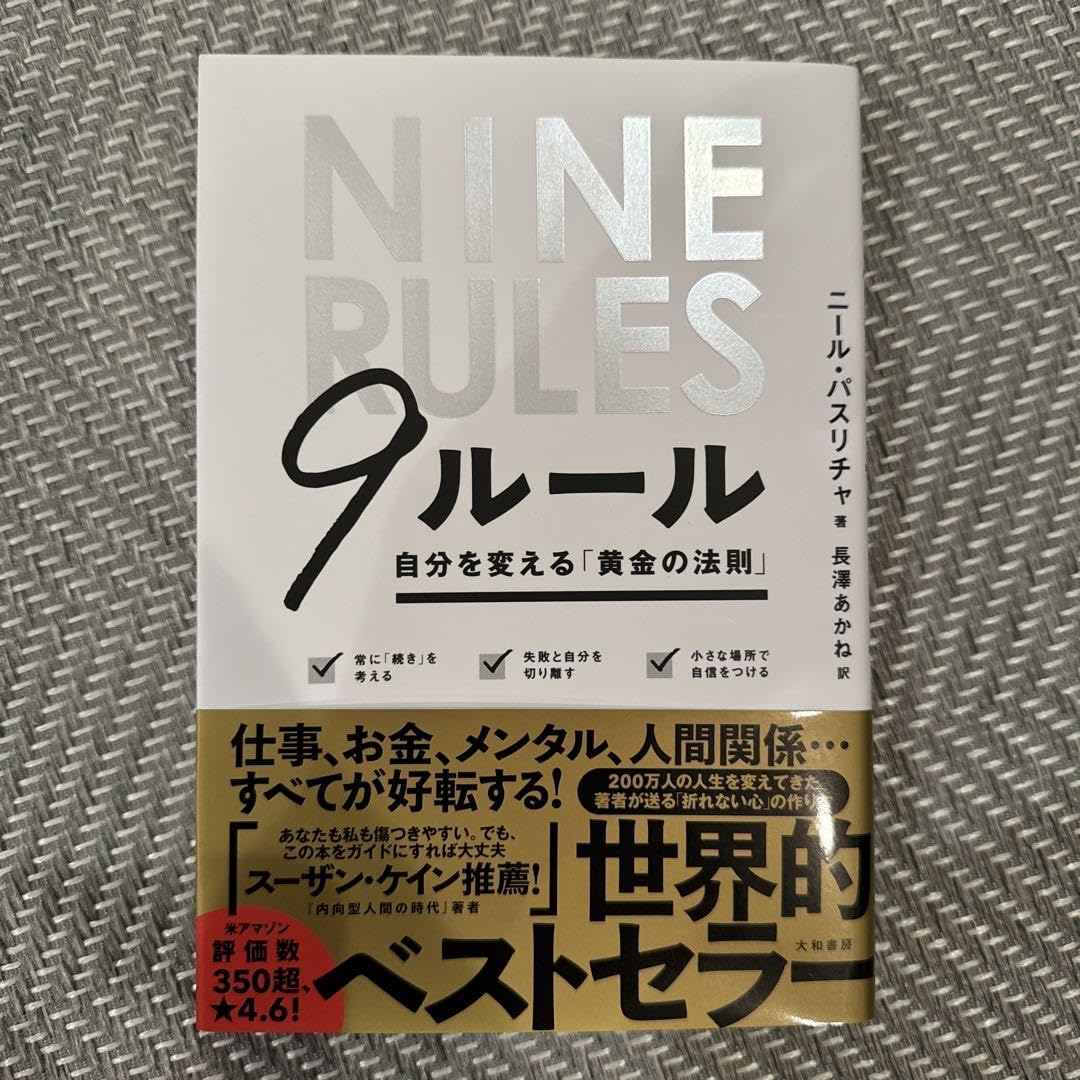 NINE
RULES
9ルール
自分を変える「黄金の法則」
ニール・パスリチャ 著 長澤あかね 訳
常に「続き」を
考える
失敗と自分を
切り離す
小さな場所で
自信をつける
仕事、お金、メンタル、人間関係…
すべてが好転する!
200万人の人生を変えてきた
著者が送る「折れない心」の作り
「あなたも私も傷つきやすい。でも、
この本をガイドにすれば大丈夫
スーザン・ケイン推薦!」
『内向型人間の時代』著者
世界的
ベストセラー
大和書房
米アマゾン
評価数
350超、
★4.6!